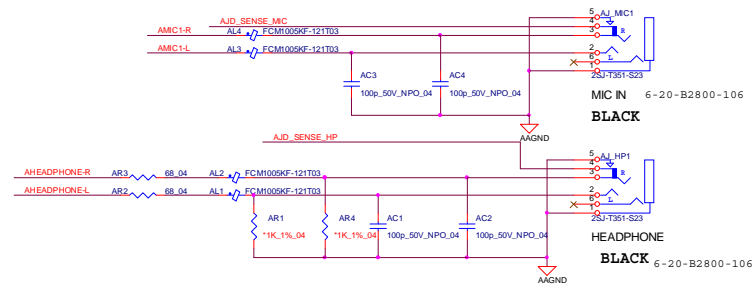 5 AJ_MIC1
AJD_SENSE_MIC 4
AMIC1-R AL4 FCM1005KF-121T03 3 R
AMIC1-L AL3 FCM1005KF-121T03 2
6 L
1
2SJ-T351-S23
AC3 AC4
100p_50V_NPO_04 100p_50V_NPO_04
MIC IN 6-20-B2800-106
BLACK
AAGND
AJD_SENSE_HP
5 AJ_HP1
4
AHEADPHONE-R AR3 68_04 AL2 FCM1005KF-121T03 3 R
AHEADPHONE-L AR2 68_04 AL1 FCM1005KF-121T03 2
6 L
1
2SJ-T351-S23
AR1 AR4 AC1 AC2
*1K_1%_04 *1K_1%_04 100p_50V_NPO_04 100p_50V_NPO_04
HEADPHONE
BLACK 6-20-B2800-106
AAGND